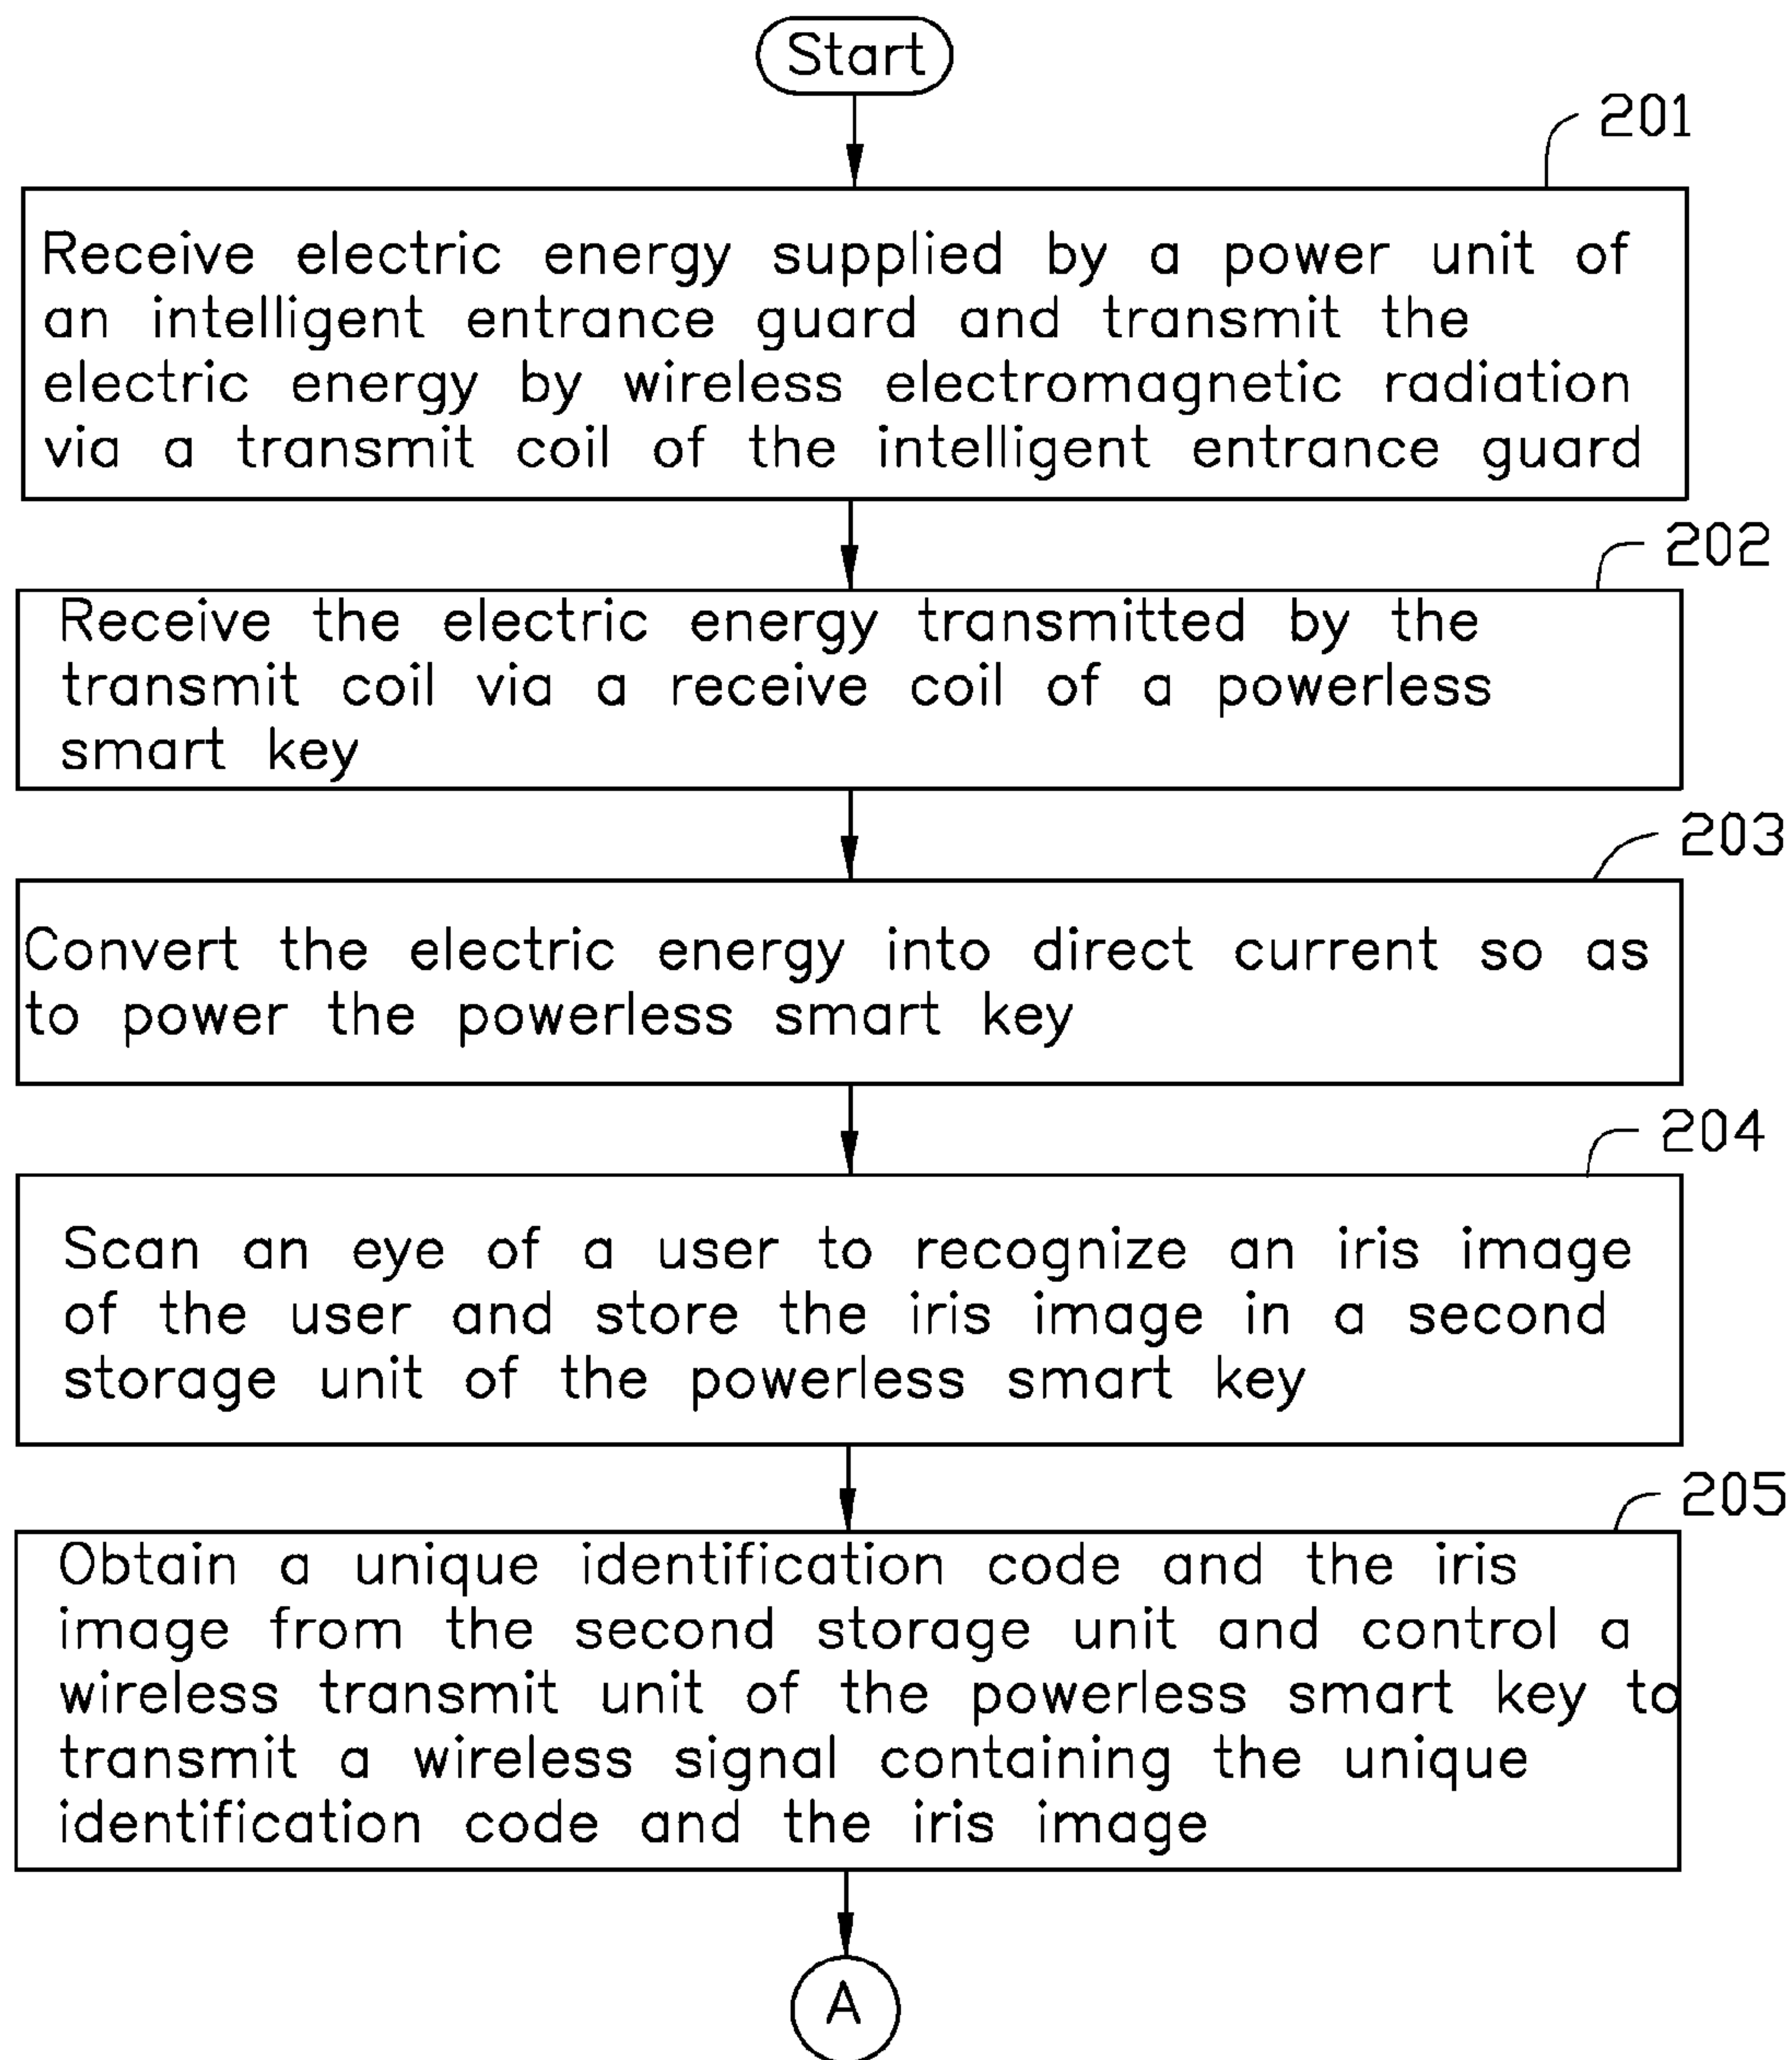 Start
201
Receive electric energy supplied by a power unit of
an intelligent entrance guard and transmit the
electric energy by wireless electromagnetic radiation
via a transmit coil of the intelligent entrance guard
202
Receive the electric energy transmitted by the
transmit coil via a receive coil of a powerless
smart key
203
Convert the electric energy into direct current so as
to power the powerless smart key
204
Scan an eye of a user to recognize an iris image
of the user and store the iris image in a second
storage unit of the powerless smart key
205
Obtain a unique identification code and the iris
image from the second storage unit and control a
wireless transmit unit of the powerless smart key to
transmit a wireless signal containing the unique
identification code and the iris image
A